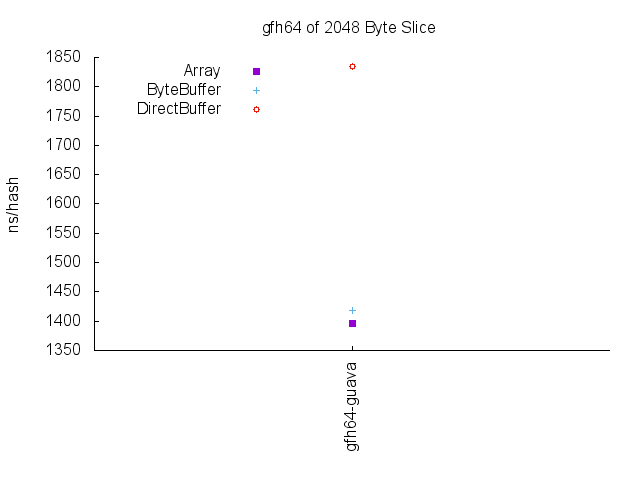 gfh64 of 2048 Byte Slice
1850
1800
1750
1700
1650
1600
1550
1500
1450
1400
1350
ns/hash
Array
ByteBuffer
DirectBuffer
gfh64-guava